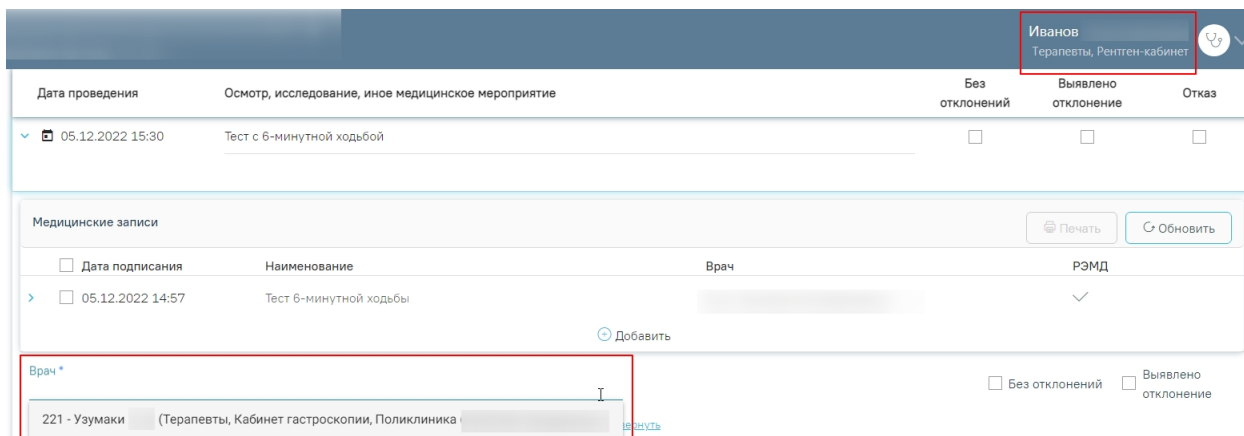 Иванов
Терапевты, Рентген-кабинет
Дата проведения Осмотр, исследование, иное медицинское мероприятие Без отклонений Выявлено отклонение Отказ
05.12.2022 15:30 Тест с 6-минутной ходьбой
Медицинские записи Печать Обновить
Дата подписания Наименование Врач РЭМД
05.12.2022 14:57 Тест 6-минутной ходьбы
Добавить
Врач *
Без отклонений Выявлено отклонение
221 - Узумаки (Терапевты, Кабинет гастроскопии, Поликлиника